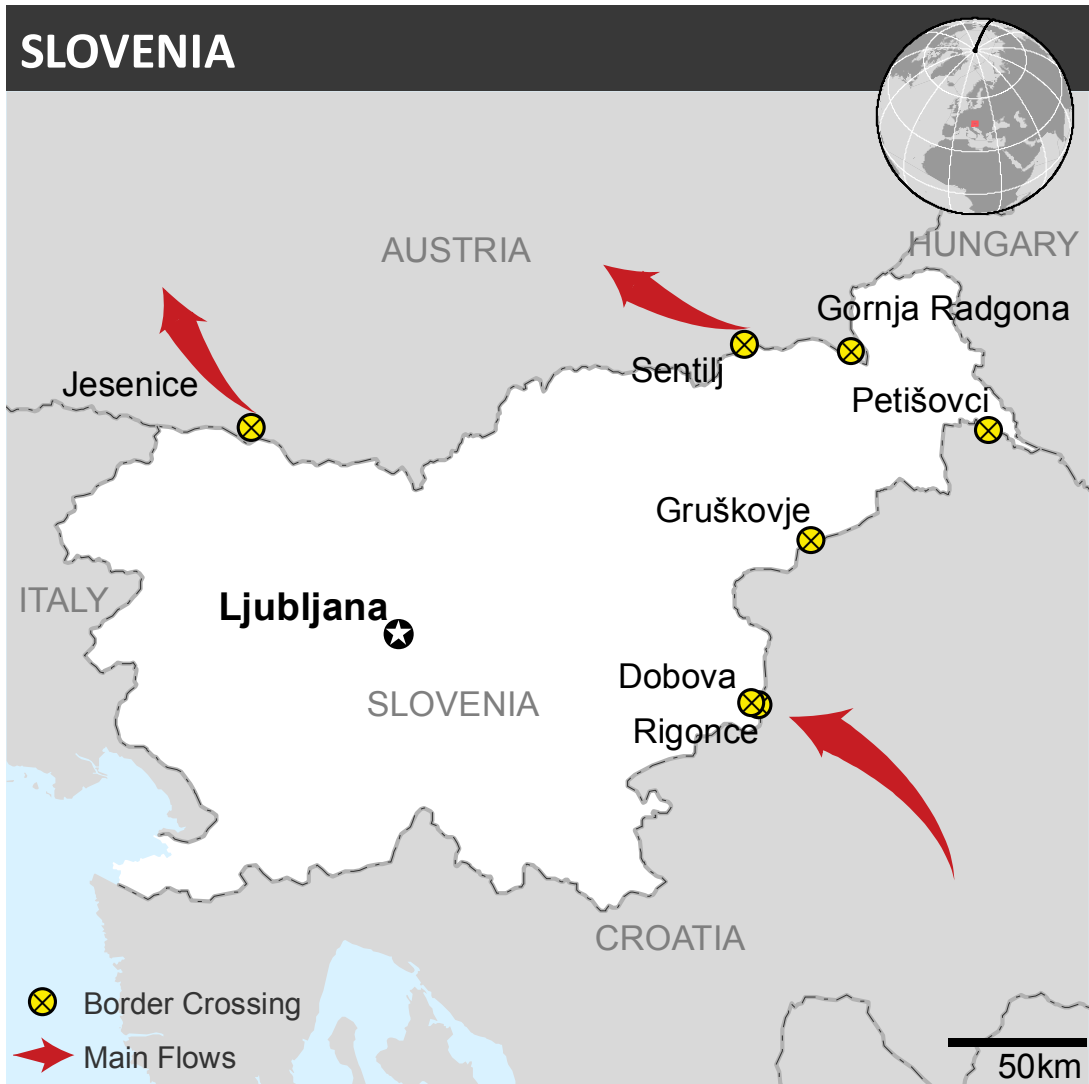 SLOVENIA
AUSTRIA
HUNGARY
Gornja Radgona
Sentilj
Jesenice
Petišovci
Gruškovje
ITALY
Ljubljana
Dobova
SLOVENIA
Rigonce
CROATIA
Border Crossing
Main Flows
50km